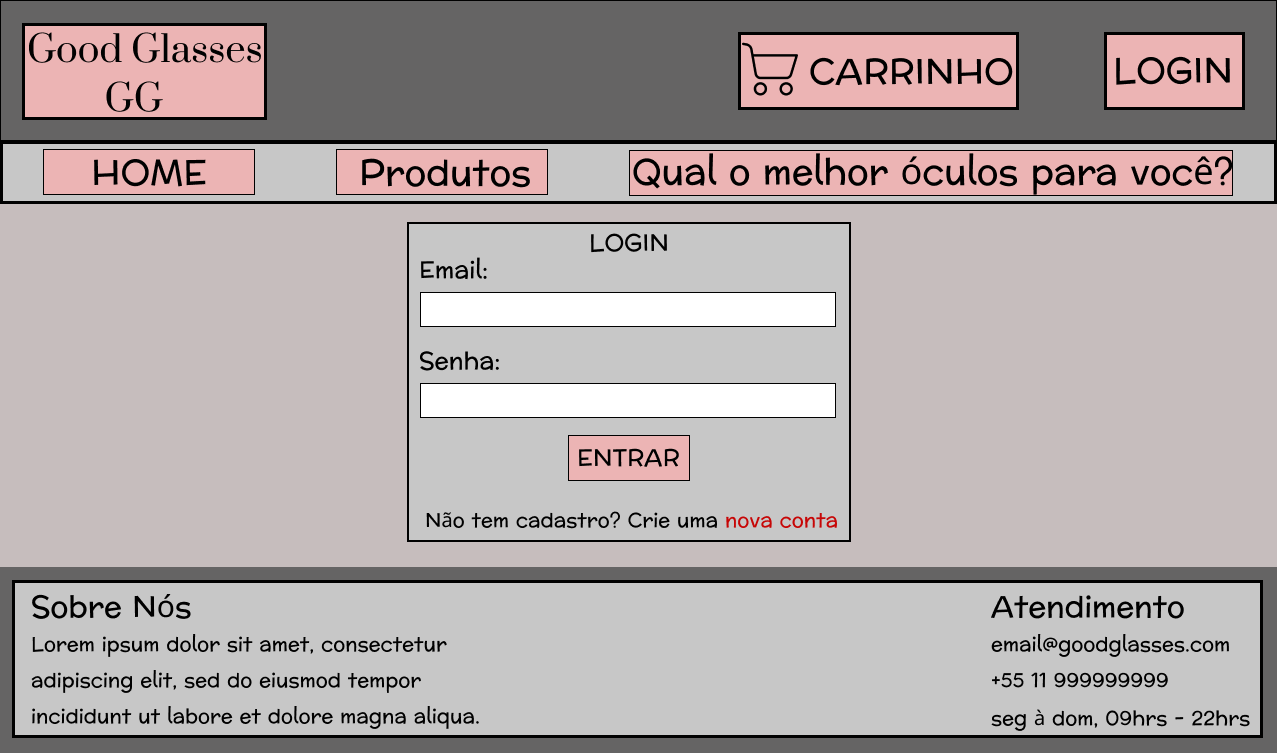 Good Glasses
GG
CARRINHO
LOGIN
HOME
Produtos
Qual o melhor óculos para você?
LOGIN
Email:
Senha:
ENTRAR
Não tem cadastro? Crie uma nova conta
Sobre Nós
Lorem ipsum dolor sit amet, consectetur
adipiscing elit, sed do eiusmod tempor
incididunt ut labore et dolore magna aliqua.
Atendimento
email@goodglasses.com
+55 11 999999999
seg à dom, 09hrs - 22hrs